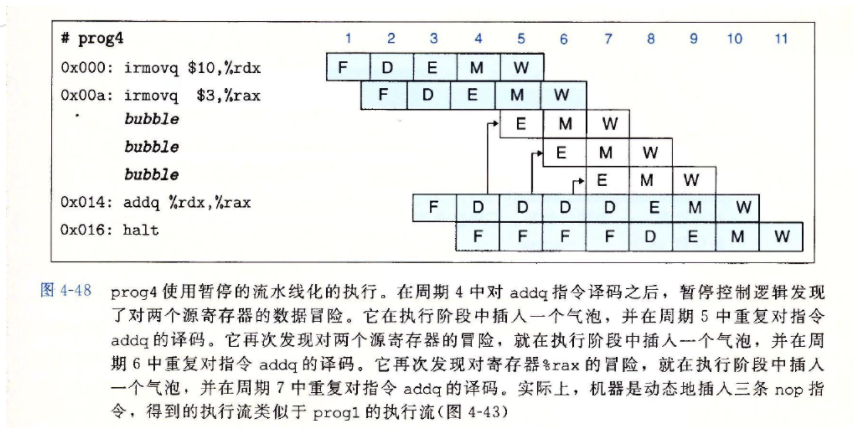 # prog4 1 2 3 4 5 6 7 8 9 10 11
0x000: irmovq $10,%rdx F D E M W
0x00a: irmovq $3,%rax F D E M W
bubble E M W
bubble E M W
bubble E M W
0x014: addq %rdx,%rax F D D D D E M W
0x016: halt F F F F D E M W
图 4-48 prog4 使用暂停的流水线化的执行。在周期 4 中对 addq 指令译码之后，暂停控制逻辑发现
了对两个源寄存器的数据冒险。它在执行阶段中插入一个气泡，并在周期 5 中重复对指令
addq 的译码。它再次发现对两个源寄存器的冒险，就在执行阶段中插入一个气泡，并在周
期 6 中重复对指令 addq 的译码。它再次发现对寄存器%rax 的冒险，就在执行阶段中插入
一个气泡，并在周期 7 中重复对指令 addq 的译码。实际上，机器是动态地插入三条 nop 指
令，得到的执行流类似于 prog1 的执行流(图 4-43)